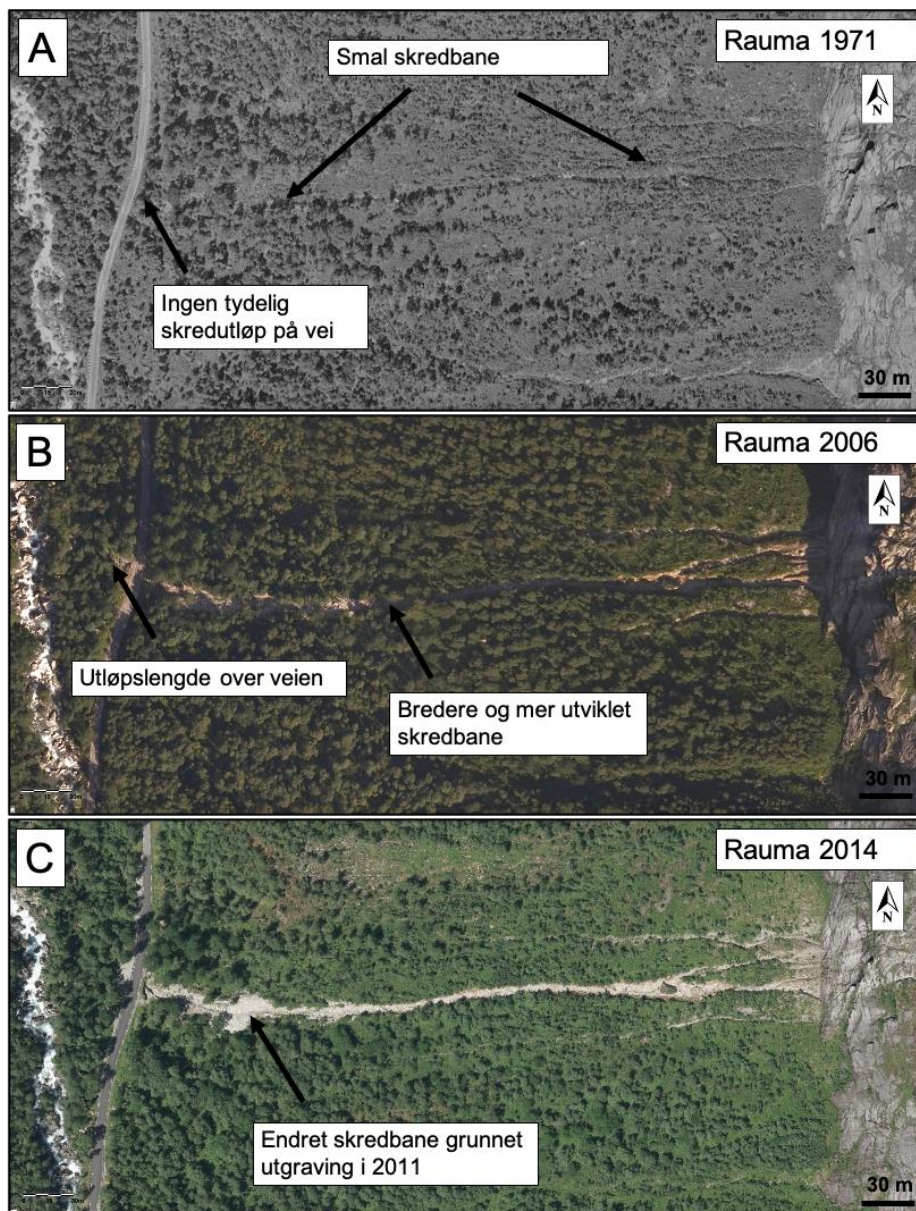 A
Smal skredbane
Rauma 1971
N
Ingen tydelig
skredutløp på vei
30 m
B
Rauma 2006
N
Utløpslengde over veien
Bredere og mer utviklet
skredbane
30 m
C
Rauma 2014
N
Endret skredbane grunnet
utgraving i 2011
30 m